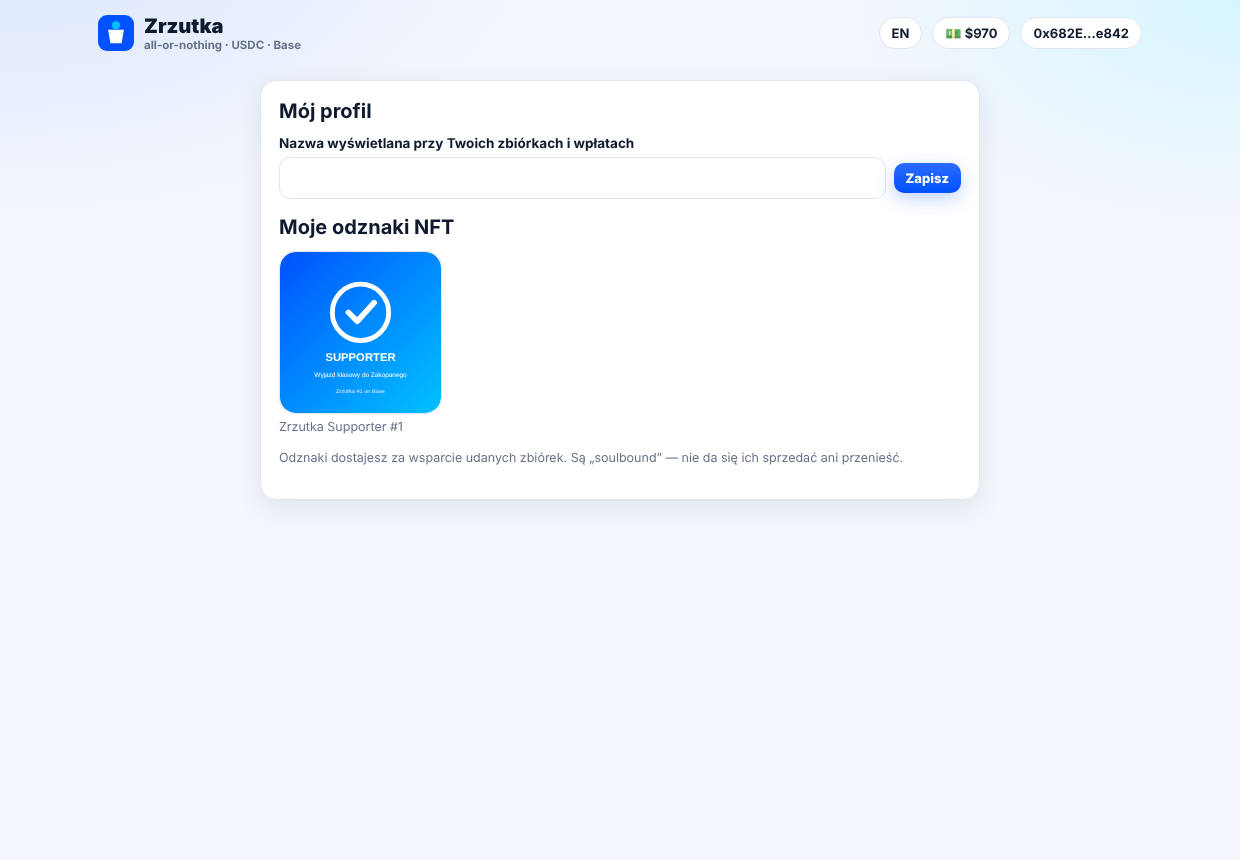 Zrzutka
all-or-nothing · USDC · Base
EN
💵 $970
0x682E…e842
Mój profil
Nazwa wyświetlana przy Twoich zbiórkach i wpłatach
Zapisz
Moje odznaki NFT
SUPPORTER
Wyjazd klasowy do Zakopanego
Zrzutka #1 on Base
Zrzutka Supporter #1
Odznaki dostajesz za wsparcie udanych zbiórek. Są „soulbound” — nie da się ich sprzedać ani przenieść.